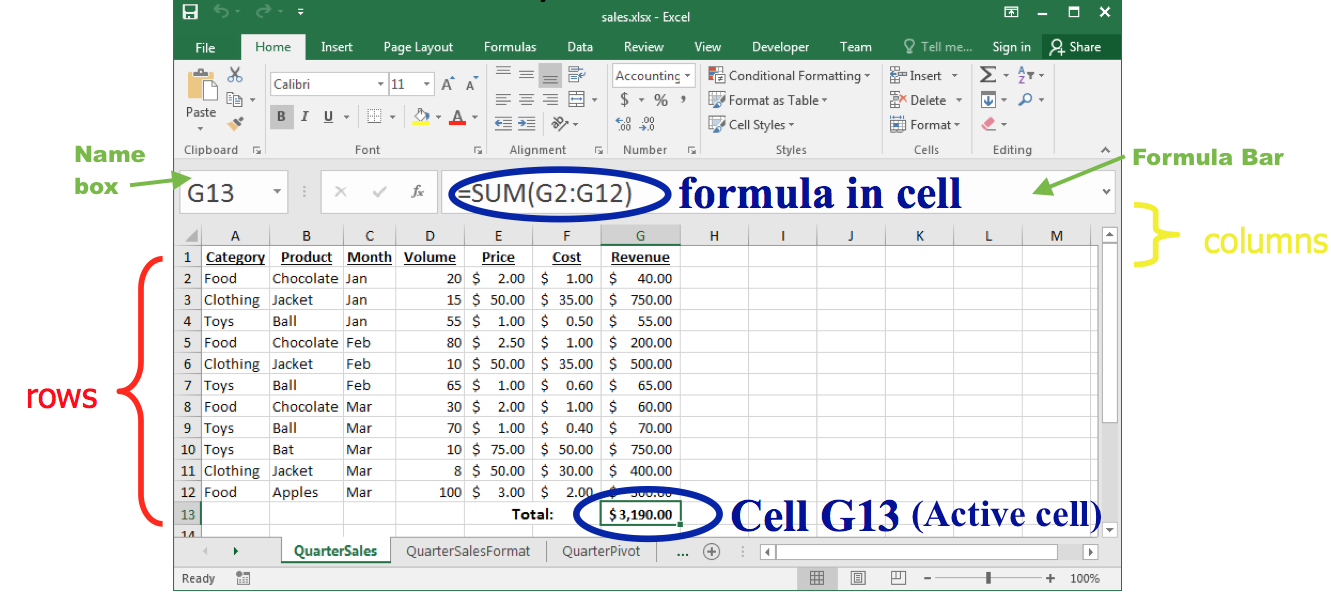 sales.xlsx - Excel
File Home Insert Page Layout Formulas Data Review View Developer Team Tell me... Sign in Share
Calibri 11 Accounting Conditional Formatting Insert
Paste B I U $ % , Format as Table Delete
Cell Styles Format
Clipboard Font Alignment Number Styles Cells Editing
Name box
Formula Bar
G13 fx =SUM(G2:G12) formula in cell
columns
rows
A B C D E F G H I J K L M
1 Category Product Month Volume Price Cost Revenue
2 Food Chocolate Jan 20 $ 2.00 $ 1.00 $ 40.00
3 Clothing Jacket Jan 15 $ 50.00 $ 35.00 $ 750.00
4 Toys Ball Jan 55 $ 1.00 $ 0.50 $ 55.00
5 Food Chocolate Feb 80 $ 2.50 $ 1.00 $ 200.00
6 Clothing Jacket Feb 10 $ 50.00 $ 35.00 $ 500.00
7 Toys Ball Feb 65 $ 1.00 $ 0.60 $ 65.00
8 Food Chocolate Mar 30 $ 2.00 $ 1.00 $ 60.00
9 Toys Ball Mar 70 $ 1.00 $ 0.40 $ 70.00
10 Toys Bat Mar 10 $ 75.00 $ 50.00 $ 750.00
11 Clothing Jacket Mar 8 $ 50.00 $ 30.00 $ 400.00
12 Food Apples Mar 100 $ 3.00 $ 2.00 $ 300.00
13 Total: $3,190.00 Cell G13 (Active cell)
14
QuarterSales QuarterSalesFormat QuarterPivot ...
Ready 100%